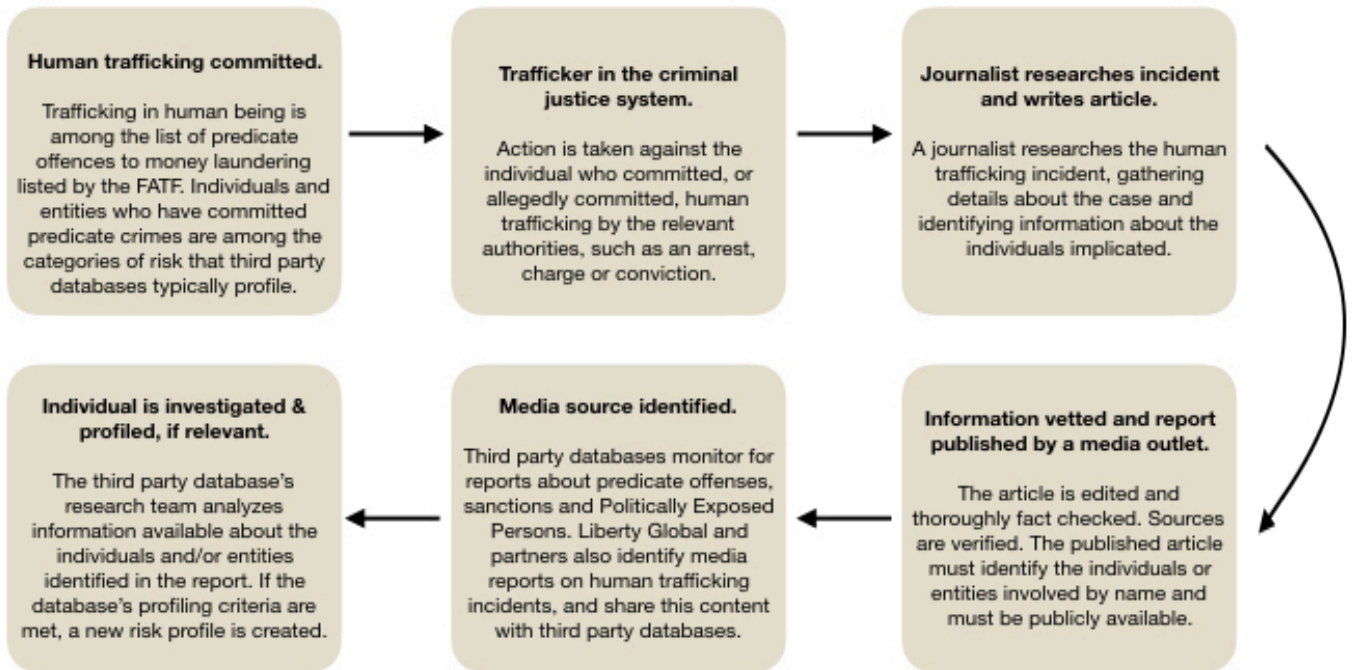 Human trafficking committed.
Trafficking in human being is
among the list of predicate
offences to money laundering
listed by the FATF. Individuals and
entities who have committed
predicate crimes are among the
categories of risk that third party
databases typically profile.
Trafficker in the criminal
justice system.
Action is taken against the
individual who committed, or
allegedly committed, human
trafficking by the relevant
authorities, such as an arrest,
charge or conviction.
Journalist researches incident
and writes article.
A journalist researches the human
trafficking incident, gathering
details about the case and
identifying information about the
individuals implicated.
Information vetted and report
published by a media outlet.
The article is edited and
thoroughly fact checked. Sources
are verified. The published article
must identify the individuals or
entities involved by name and
must be publicly available.
Media source identified.
Third party databases monitor for
reports about predicate offenses,
sanctions and Politically Exposed
Persons. Liberty Global and
partners also identify media
reports on human trafficking
incidents, and share this content
with third party databases.
Individual is investigated &
profiled, if relevant.
The third party database's
research team analyzes
information available about the
individuals and/or entities
identified in the report. If the
database's profiling criteria are
met, a new risk profile is created.